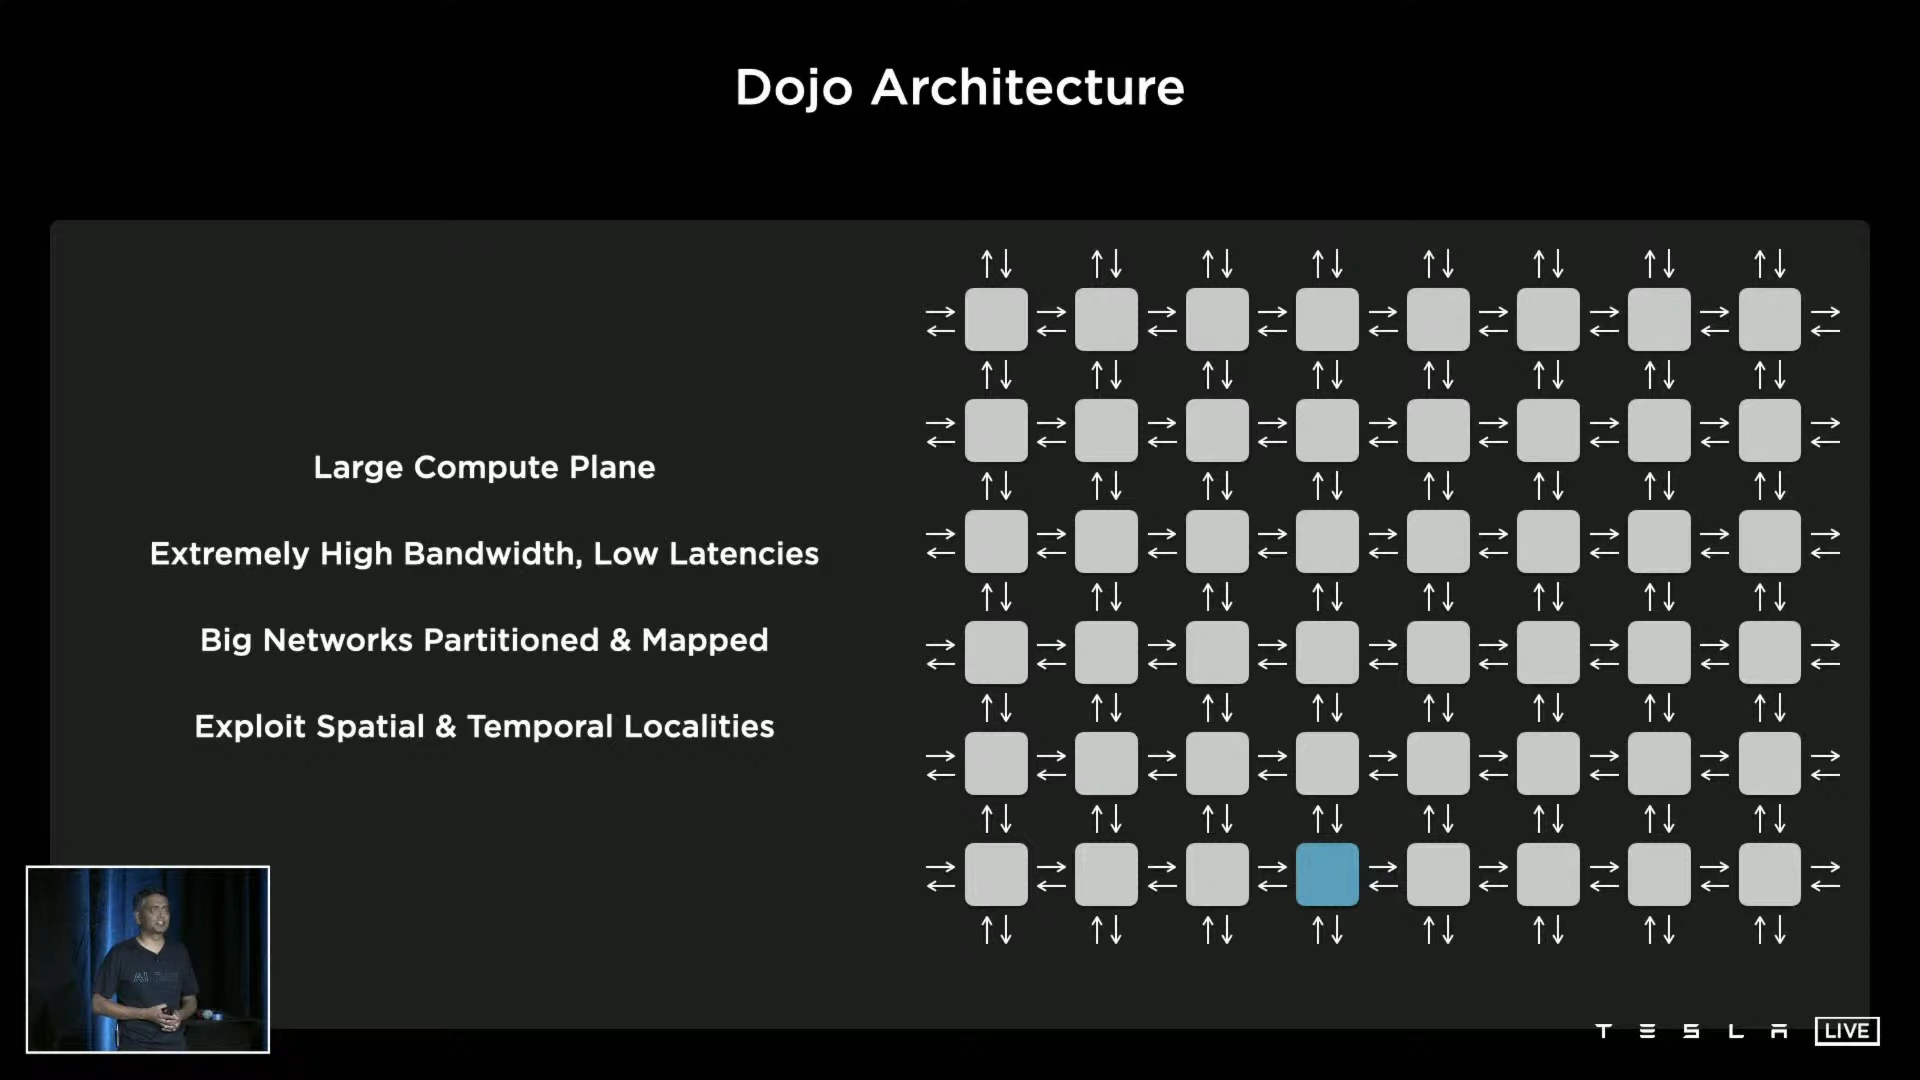 Dojo Architecture
Large Compute Plane
Extremely High Bandwidth, Low Latencies
Big Networks Partitioned & Mapped
Exploit Spatial & Temporal Localities
AI
TESLA LIVE